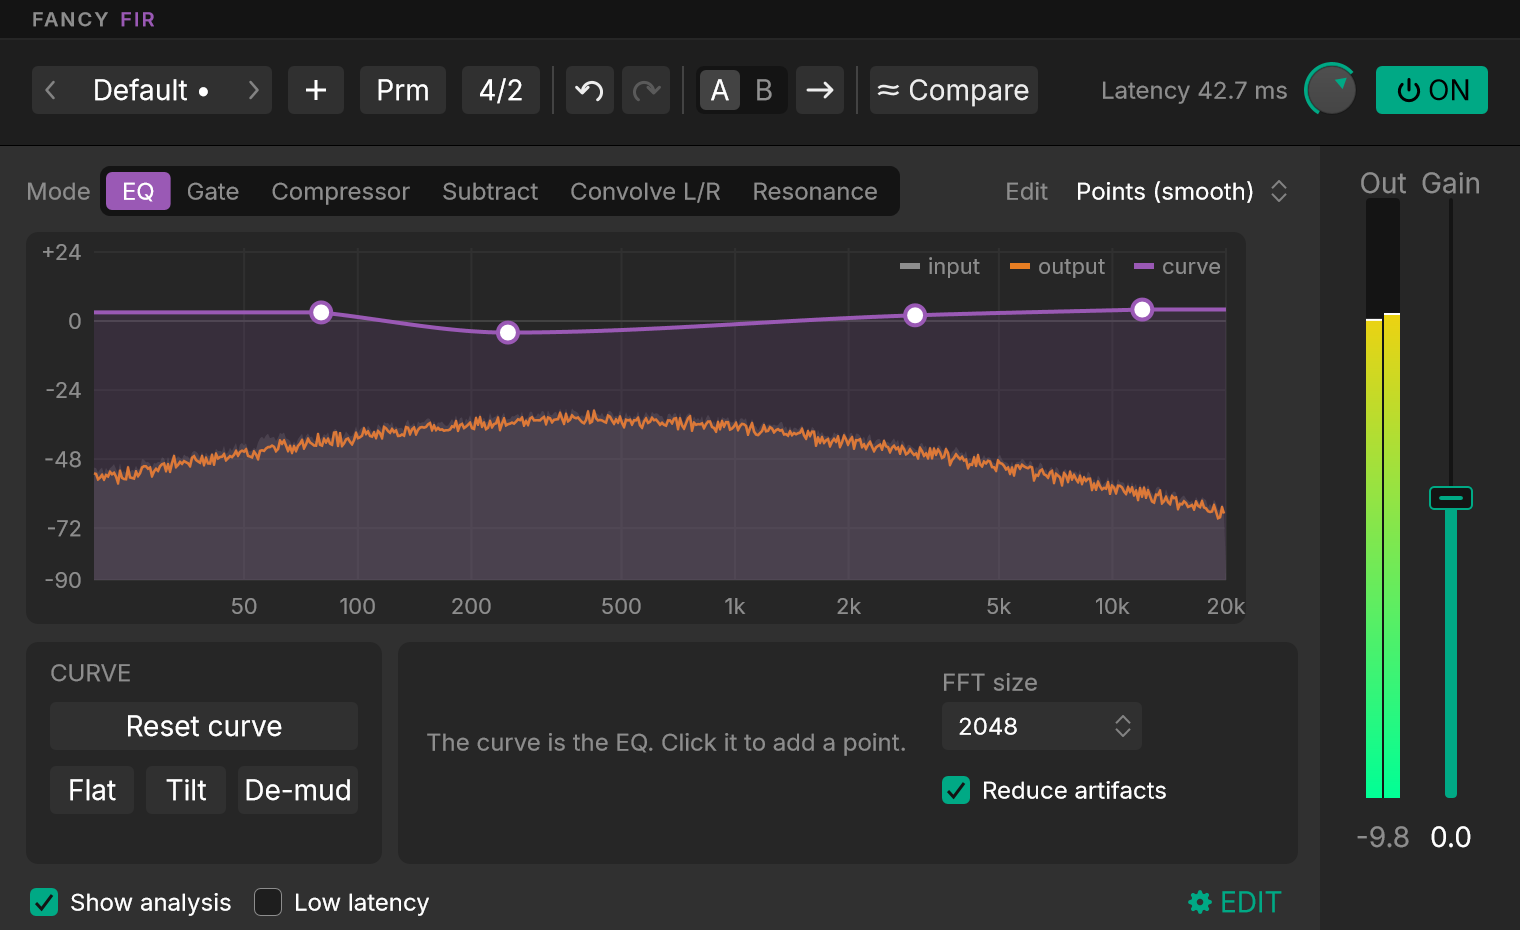 FANCY FIR
Default • + Prm 4/2 A B → ≈ Compare Latency 42.7 ms ON
Mode EQ Gate Compressor Subtract Convolve L/R Resonance Edit Points (smooth)
Out Gain
+24
0
-24
-48
-72
-90
input output curve
50 100 200 500 1k 2k 5k 10k 20k
CURVE
Reset curve
Flat Tilt De-mud
The curve is the EQ. Click it to add a point.
FFT size
2048
Reduce artifacts
-9.8 0.0
Show analysis Low latency EDIT